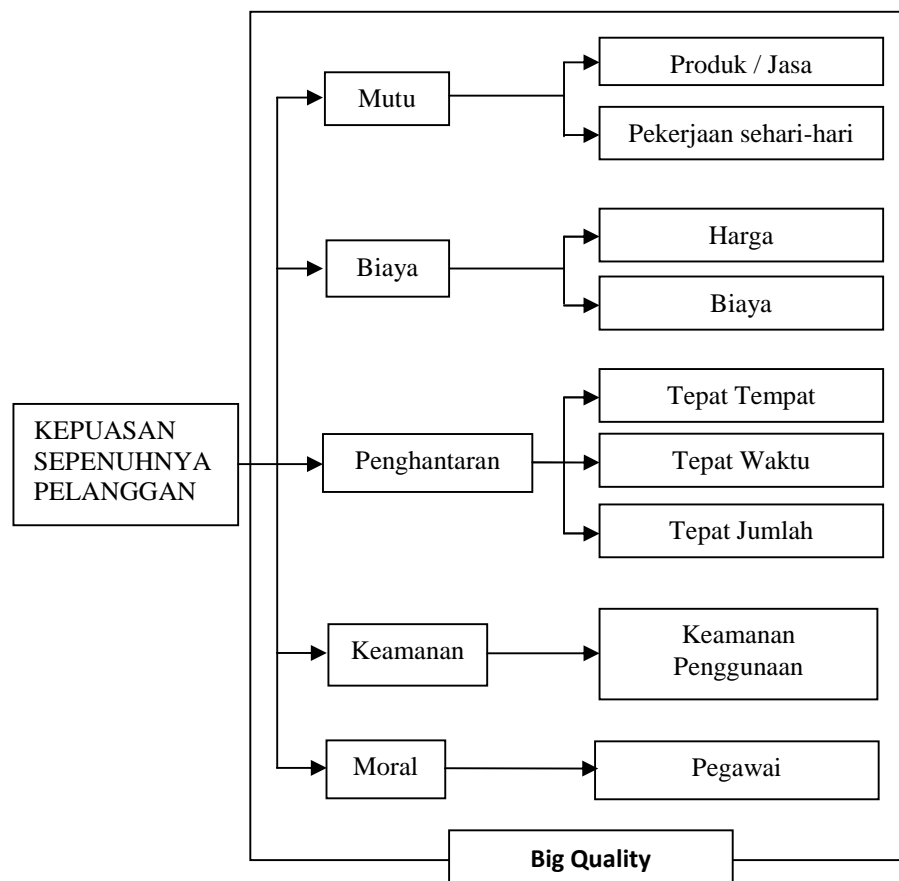 KEPUASAN
SEPENUHNYA
PELANGGAN
Mutu
Produk / Jasa
Pekerjaan sehari-hari
Biaya
Harga
Biaya
Penghantaran
Tepat Tempat
Tepat Waktu
Tepat Jumlah
Keamanan
Keamanan
Penggunaan
Moral
Pegawai
Big Quality